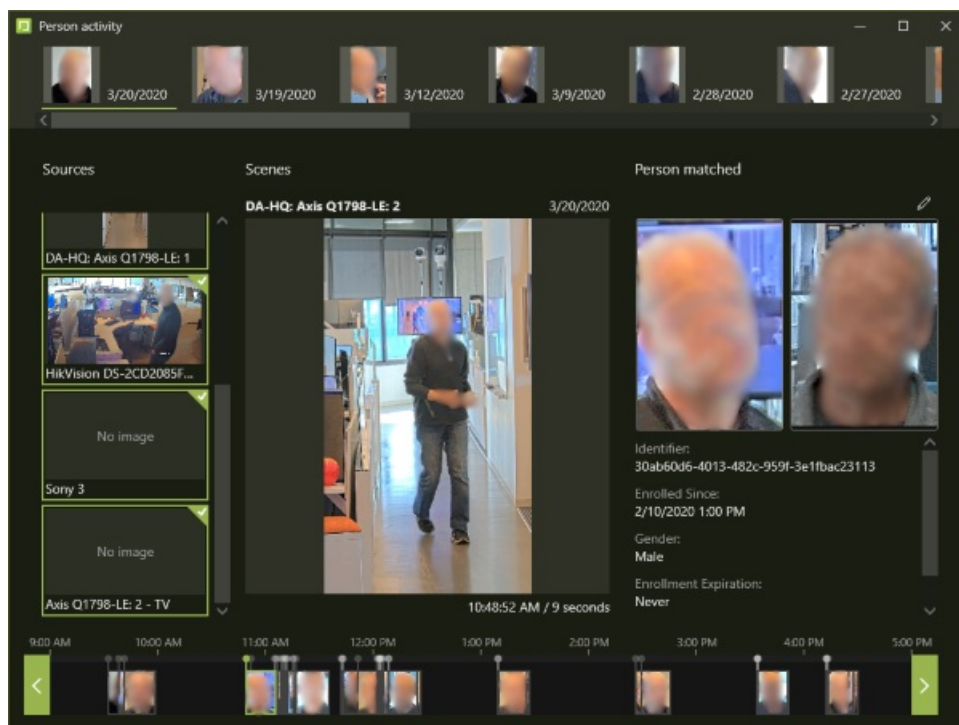 Person activity
3/20/2020
3/19/2020
3/12/2020
3/9/2020
2/28/2020
2/27/2020
Sources
Scenes
Person matched
DA-HQ: Axis Q1798-LE: 2
3/20/2020
DA-HQ: Axis Q1798-LE: 1
HikVision DS-2CD2085F...
No image
Sony 3
No image
Axis Q1798-LE: 2 - TV
10:48:52 AM / 9 seconds
Identifier:
30ab60d6-4013-482c-959f-3e1fbac23113
Enrolled Since:
2/10/2020 1:00 PM
Gender:
Male
Enrollment Expiration:
Never
9:00 AM
10:00 AM
11:00 AM
12:00 PM
1:00 PM
2:00 PM
3:00 PM
4:00 PM
5:00 PM